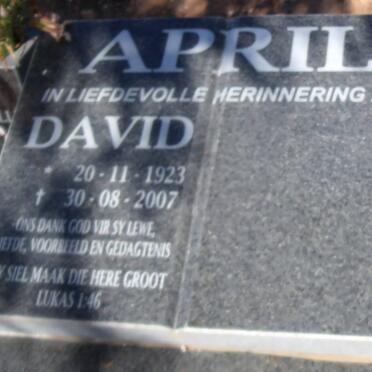 APRIL
IN LIEFDEVOLLE HERINNERING
DAVID
* 20-11-1923
† 30-08-2007
ONS DANK GOD VIR SY LEWE,
LIEFDE, VOORBEELD EN GEDAGTENIS
MY SIEL MAAK DIE HERE GROOT
LUKAS 1:46